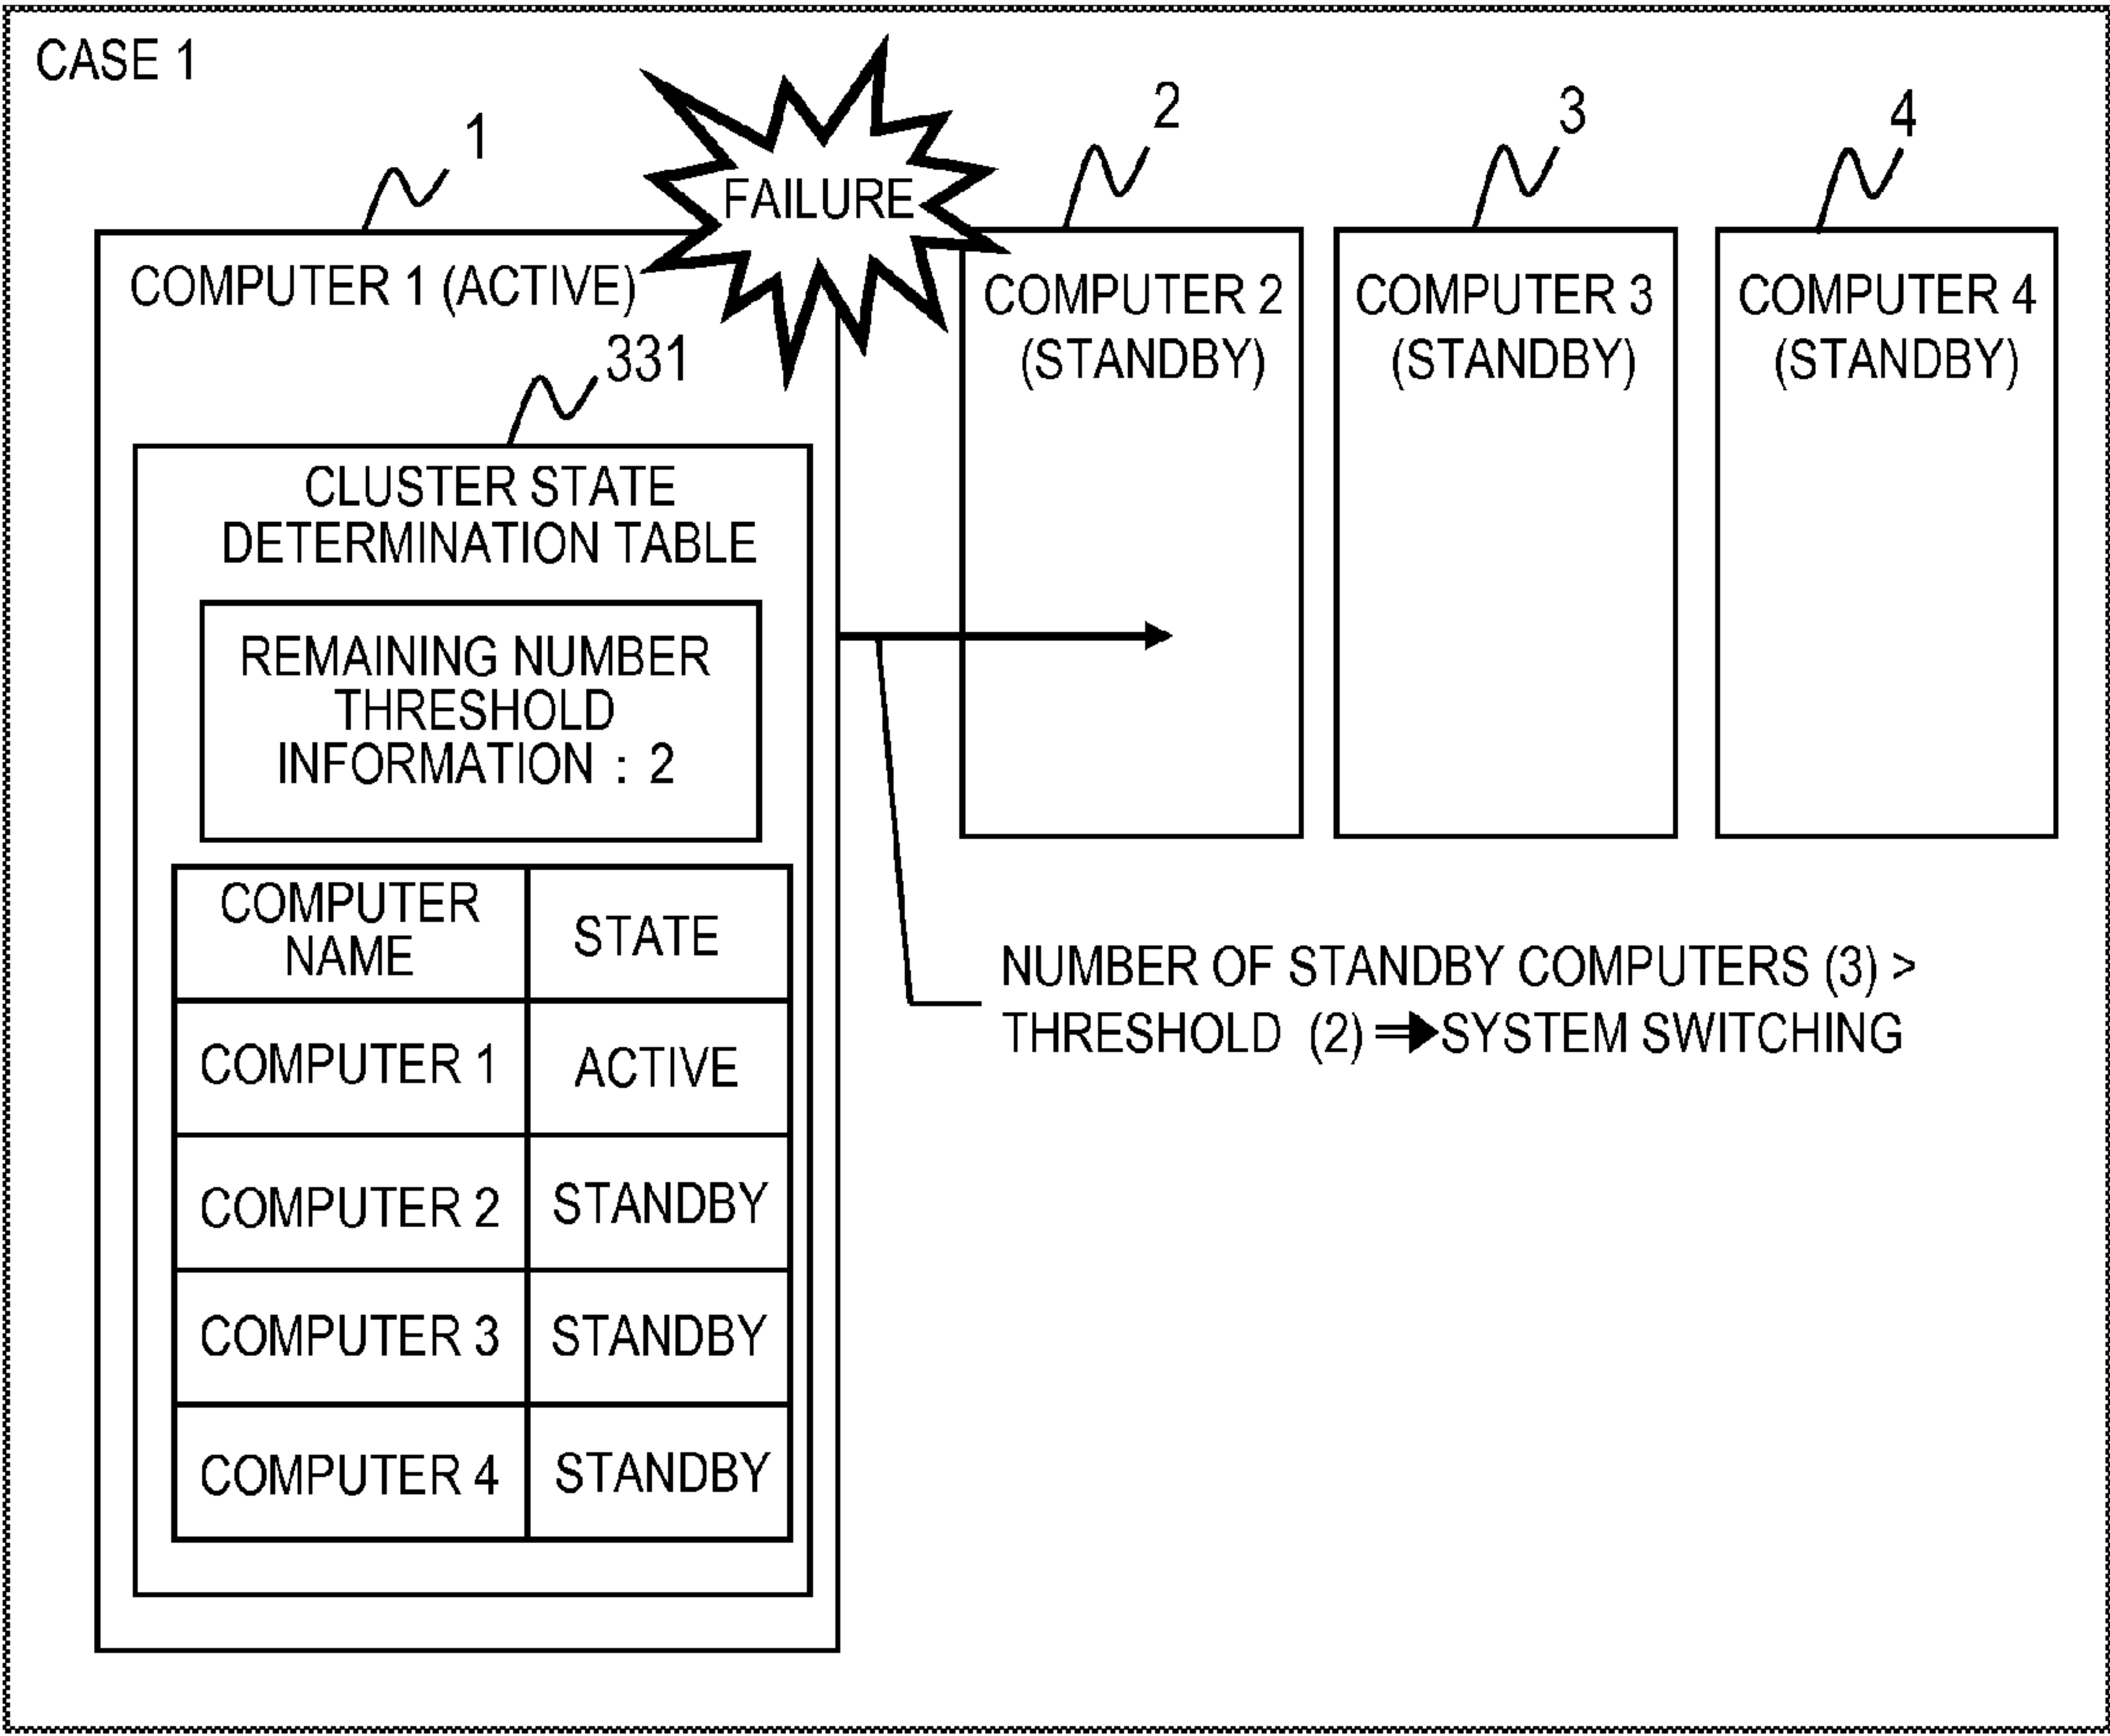 CASE 1
1
FAILURE
2
3
4
COMPUTER 1 (ACTIVE)
331
CLUSTER STATE
DETERMINATION TABLE
REMAINING NUMBER
THRESHOLD
INFORMATION : 2
COMPUTER
NAME
STATE
COMPUTER 1
ACTIVE
COMPUTER 2
STANDBY
COMPUTER 3
STANDBY
COMPUTER 4
STANDBY
COMPUTER 2
(STANDBY)
COMPUTER 3
(STANDBY)
COMPUTER 4
(STANDBY)
NUMBER OF STANDBY COMPUTERS (3) >
THRESHOLD (2) ⇒ SYSTEM SWITCHING